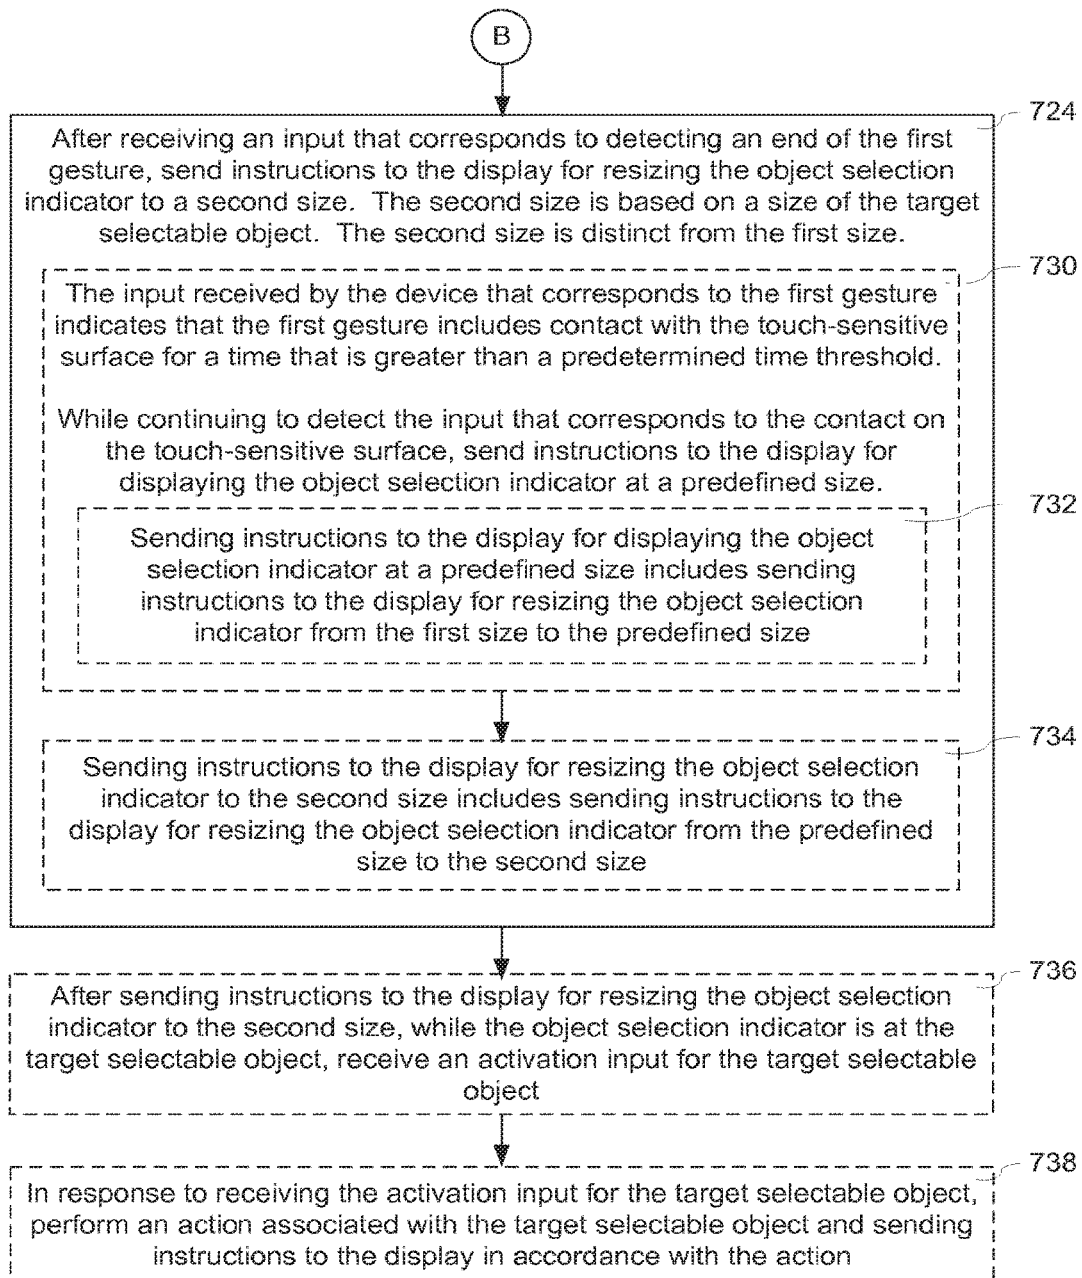 B
724
After receiving an input that corresponds to detecting an end of the first
gesture, send instructions to the display for resizing the object selection
indicator to a second size.  The second size is based on a size of the target
selectable object.  The second size is distinct from the first size.
730
The input received by the device that corresponds to the first gesture
indicates that the first gesture includes contact with the touch-sensitive
surface for a time that is greater than a predetermined time threshold.
While continuing to detect the input that corresponds to the contact on
the touch-sensitive surface, send instructions to the display for
displaying the object selection indicator at a predefined size.
732
Sending instructions to the display for displaying the object
selection indicator at a predefined size includes sending
instructions to the display for resizing the object selection
indicator from the first size to the predefined size
734
Sending instructions to the display for resizing the object selection
indicator to the second size includes sending instructions to the
display for resizing the object selection indicator from the predefined
size to the second size
736
After sending instructions to the display for resizing the object selection
indicator to the second size, while the object selection indicator is at the
target selectable object, receive an activation input for the target selectable
object
738
In response to receiving the activation input for the target selectable object,
perform an action associated with the target selectable object and sending
instructions to the display in accordance with the action